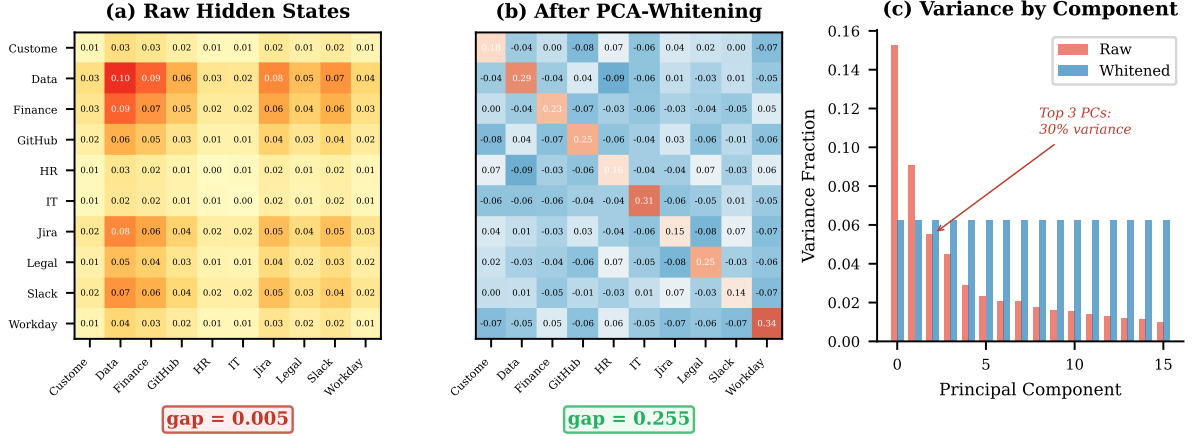 (a) Raw Hidden States
Custome 0.01 0.03 0.03 0.02 0.01 0.01 0.02 0.01 0.02 0.01
Data 0.03 0.10 0.09 0.06 0.03 0.02 0.08 0.05 0.07 0.04
Finance 0.03 0.09 0.07 0.05 0.02 0.02 0.06 0.04 0.06 0.03
GitHub 0.02 0.06 0.05 0.03 0.02 0.01 0.04 0.03 0.04 0.02
HR 0.01 0.03 0.02 0.01 0.00 0.01 0.02 0.01 0.02 0.01
IT 0.01 0.02 0.02 0.01 0.01 0.00 0.02 0.01 0.01 0.01
Jira 0.02 0.08 0.06 0.04 0.02 0.02 0.05 0.04 0.05 0.03
Legal 0.01 0.05 0.04 0.03 0.01 0.01 0.04 0.02 0.03 0.02
Slack 0.02 0.07 0.06 0.04 0.02 0.01 0.05 0.03 0.04 0.02
Workday 0.01 0.04 0.03 0.02 0.01 0.01 0.03 0.02 0.02 0.01
Custome Data Finance GitHub HR IT Jira Legal Slack Workday
gap = 0.005
(b) After PCA-Whitening
0.18 -0.04 0.00 -0.08 0.07 -0.06 0.04 0.02 0.00 -0.07
-0.04 0.29 -0.04 0.04 -0.09 -0.06 0.01 -0.03 0.01 -0.05
0.00 -0.04 0.23 -0.07 -0.03 -0.06 -0.04 -0.04 -0.05 0.05
-0.08 0.04 -0.07 0.25 -0.06 -0.04 0.03 -0.06 -0.01 -0.06
0.07 -0.09 -0.03 -0.06 0.16 -0.04 -0.04 0.07 -0.03 0.06
-0.06 -0.06 -0.06 -0.04 -0.04 0.31 -0.05 -0.05 0.01 -0.05
0.04 0.01 -0.04 0.03 -0.04 -0.05 0.15 -0.08 0.07 -0.07
0.02 -0.03 -0.04 -0.06 0.07 -0.05 -0.08 0.25 -0.03 -0.06
0.00 0.01 -0.05 -0.01 -0.03 0.01 0.07 -0.03 0.14 -0.07
-0.07 -0.05 0.05 -0.06 0.06 -0.05 -0.07 -0.06 -0.07 0.34
Custome Data Finance GitHub HR IT Jira Legal Slack Workday
gap = 0.255
(c) Variance by Component
Variance Fraction
0.16
0.14
0.12
0.10
0.08
0.06
0.04
0.02
0.00
Raw
Whitened
Top 3 PCs:
30% variance
0 5 10 15
Principal Component